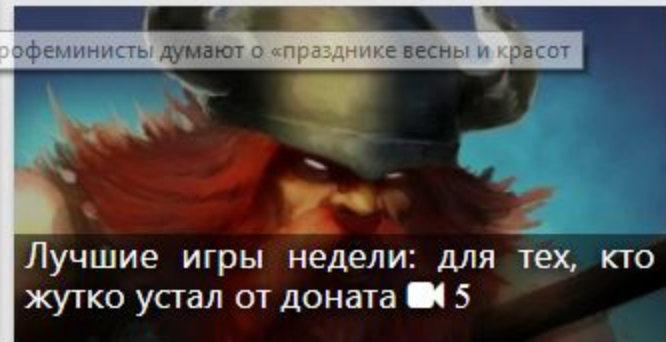 рофеминисты думают о «празднике весны и красот
Лучшие игры недели: для тех, кто
жутко устал от доната 5